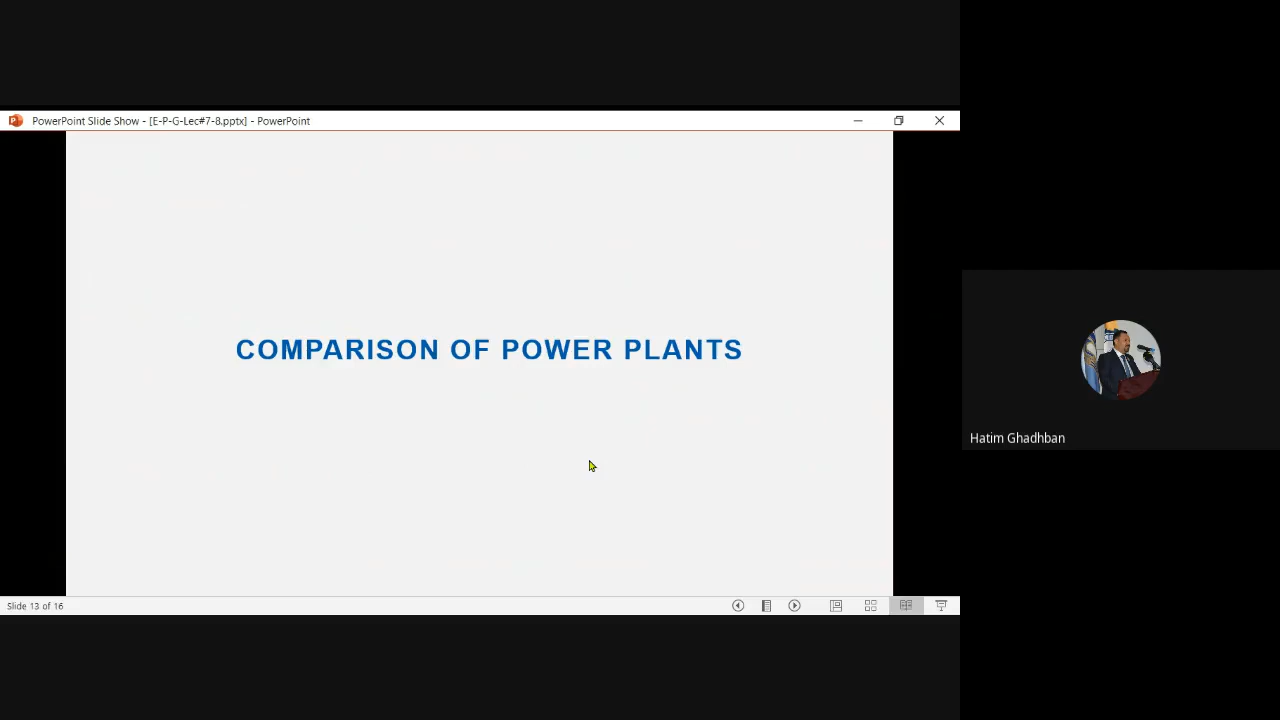 PowerPoint Slide Show - [E-P-G-Lec#7-8.pptx] - PowerPoint
COMPARISON OF POWER PLANTS
Hatim Ghadhban
Slide 13 of 16